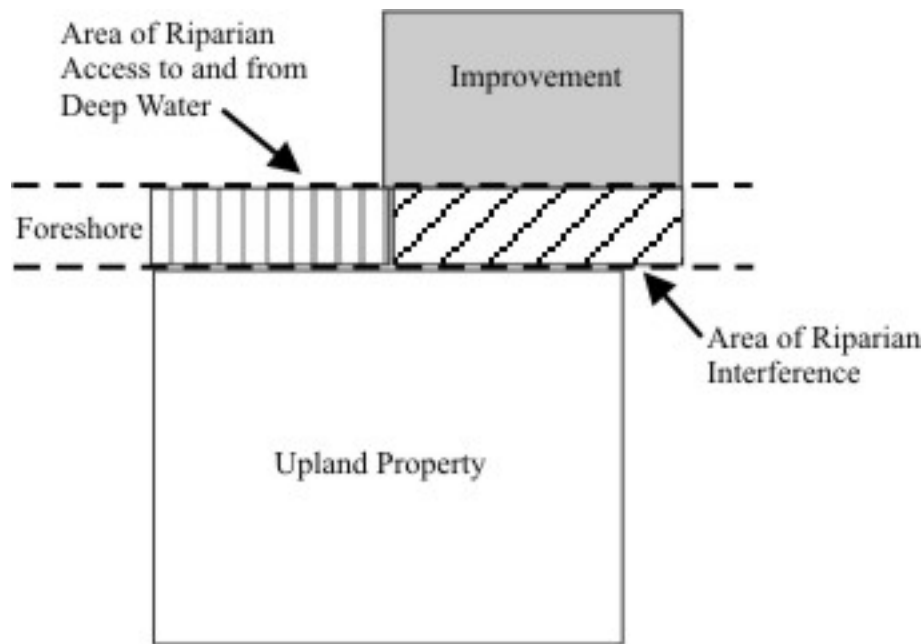 Area of Riparian
Access to and from
Deep Water
Improvement
Foreshore
Area of Riparian
Interference
Upland Property